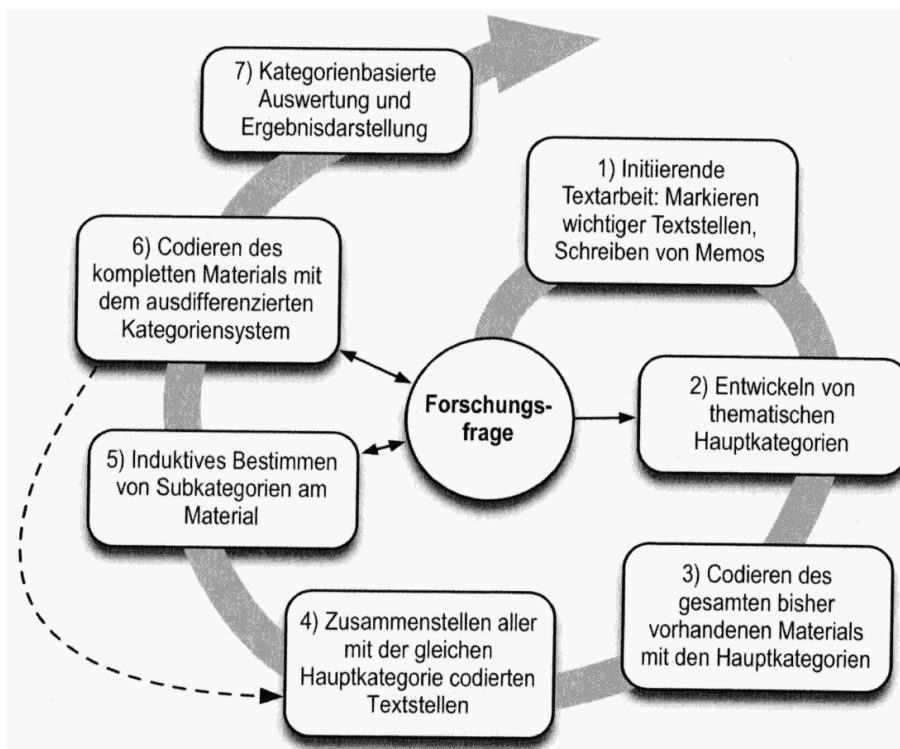 7) Kategorienbasierte
Auswertung und
Ergebnisdarstellung
1) Initiierende
Textarbeit: Markieren
wichtiger Textstellen,
Schreiben von Memos
6) Codieren des
kompletten Materials mit
dem ausdifferenzierten
Kategoriensystem
Forschungs-
frage
2) Entwickeln von
thematischen
Hauptkategorien
5) Induktives Bestimmen
von Subkategorien am
Material
3) Codieren des
gesamten bisher
vorhandenen Materials
mit den Hauptkategorien
4) Zusammenstellen aller
mit der gleichen
Hauptkategorie codierten
Textstellen